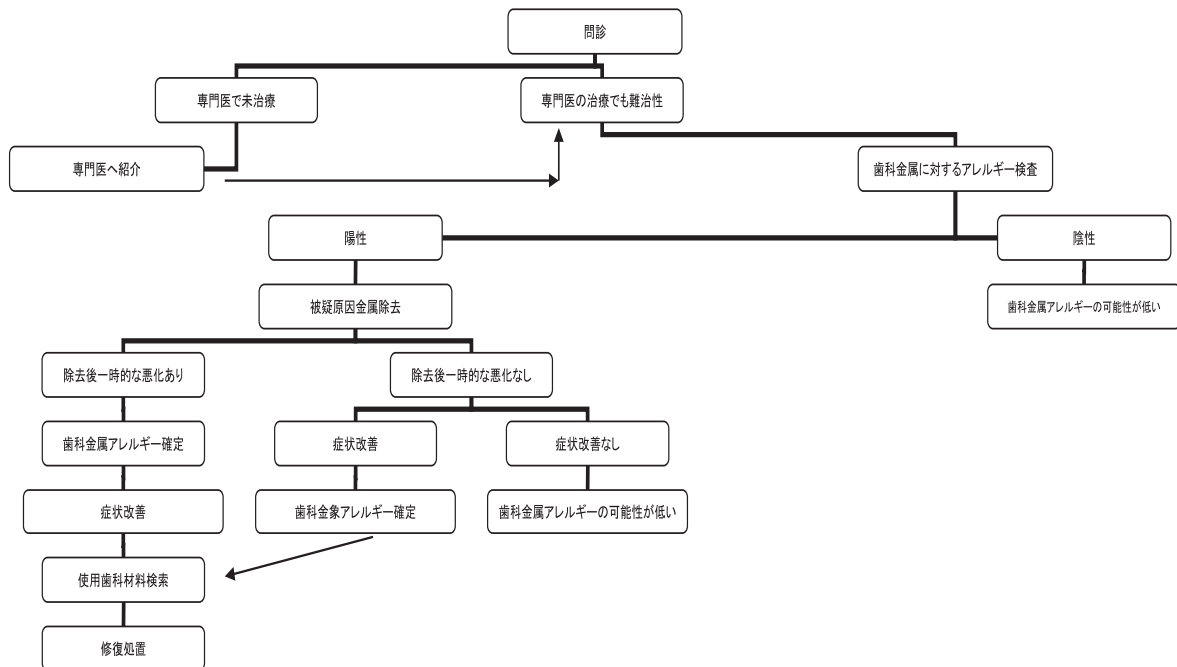 問診
専門医で未治療
専門医の治療でも難治性
専門医へ紹介
歯科金属に対するアレルギー検査
陽性
陰性
被疑原因金属除去
歯科金属アレルギーの可能性が低い
除去後一時的な悪化あり
除去後一時的な悪化なし
歯科金属アレルギー確定
症状改善
症状改善なし
症状改善
歯科金象アレルギー確定
歯科金属アレルギーの可能性が低い
使用歯科材料検索
修復処置